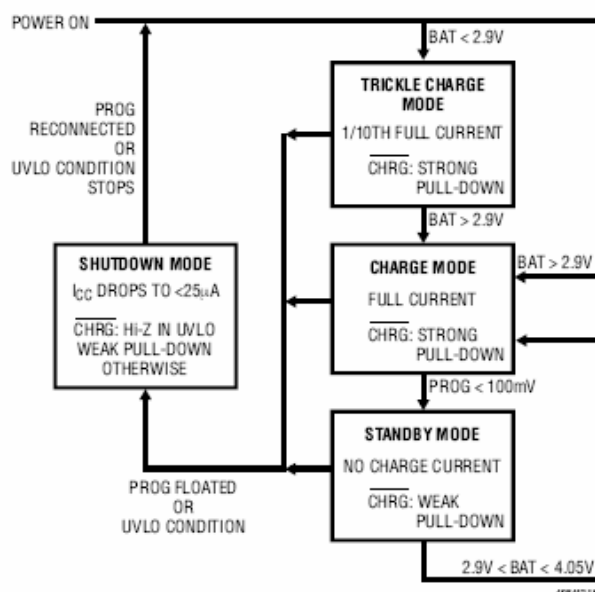 POWER ON
BAT < 2.9V
TRICKLE CHARGE
MODE
1/10TH FULL CURRENT
CHRG: STRONG
PULL-DOWN
PROG
RECONNECTED
OR
UVLO CONDITION
STOPS
BAT > 2.9V
SHUTDOWN MODE
ICC DROPS TO <25µA
CHRG: Hi-Z IN UVLO
WEAK PULL-DOWN
OTHERWISE
CHARGE MODE
FULL CURRENT
CHRG: STRONG
PULL-DOWN
BAT > 2.9V
PROG < 100mV
STANDBY MODE
NO CHARGE CURRENT
CHRG: WEAK
PULL-DOWN
PROG FLOATED
OR
UVLO CONDITION
2.9V < BAT < 4.05V